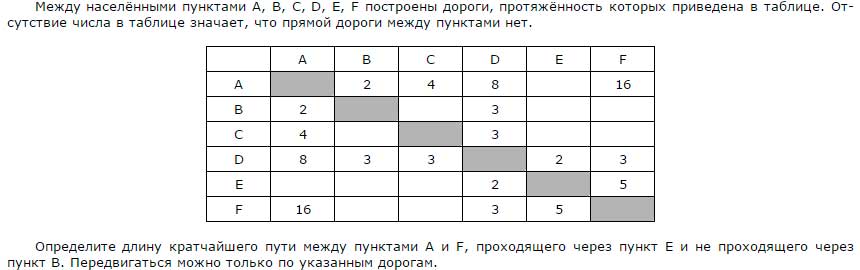 Между населёнными пунктами A, B, C, D, E, F построены дороги, протяжённость которых приведена в таблице. От-
сутствие числа в таблице значает, что прямой дороги между пунктами нет.
A B C D E F
A 2 4 8 16
B 2 3
C 4 3
D 8 3 3 2 3
E 2 5
F 16 3 5
Определите длину кратчайшего пути между пунктами A и F, проходящего через пункт E и не проходящего через
пункт B. Передвигаться можно только по указанным дорогам.